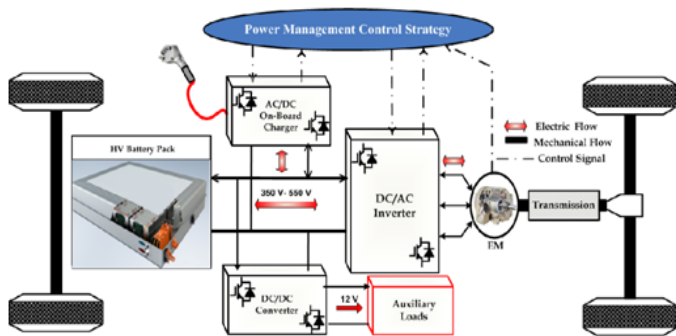 Power Management Control Strategy
AC/DC
On-Board
Charger
HV Battery Pack
350 V- 550 V
DC/AC
Inverter
Electric Flow
Mechanical Flow
Control Signal
EM
Transmission
DC/DC
Converter
12 V
Auxiliary
Loads